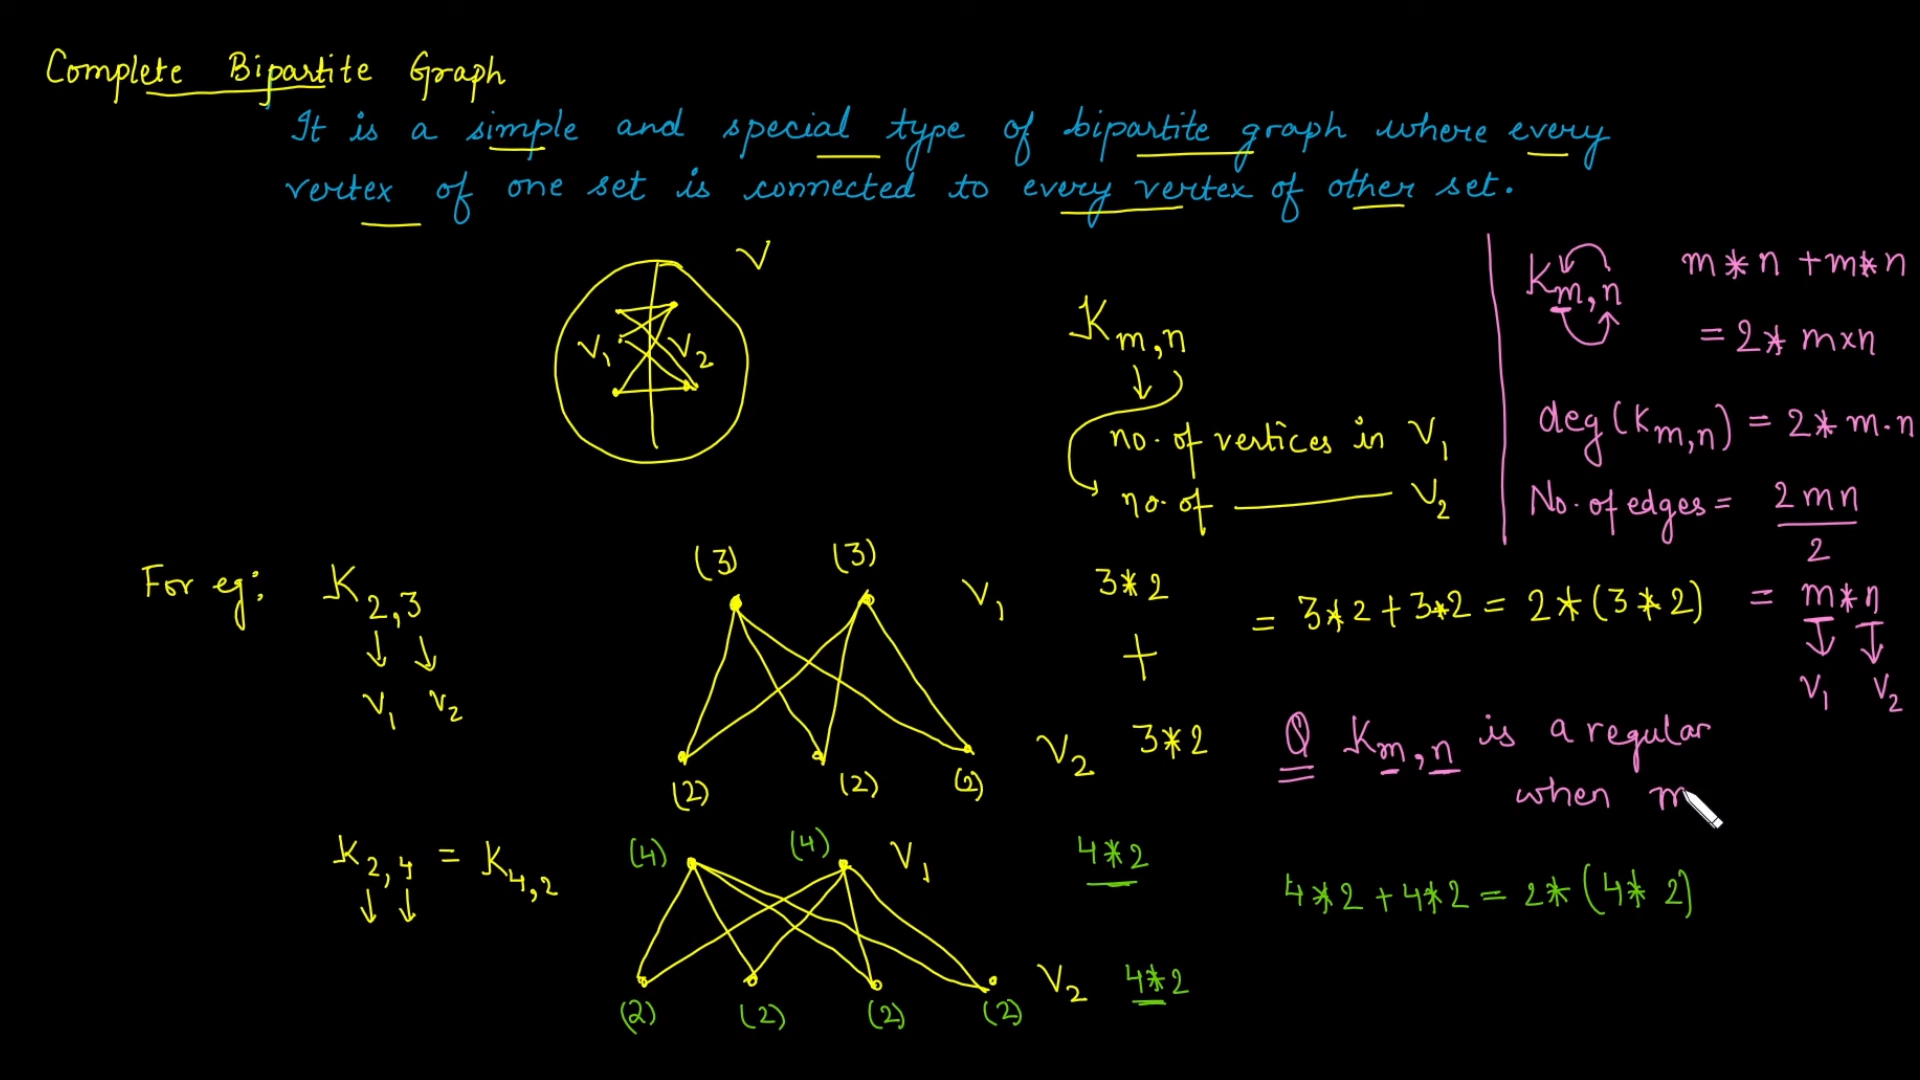 Complete Bipartite Graph
It is a simple and special type of bipartite graph where every
vertex of one set is connected to every vertex of other set.
V
V₁ V₂
Kₘ,ₙ
no. of vertices in V₁
no. of ——— V₂
Kₘ,ₙ m*n + m*n
= 2* m×n
deg(Kₘ,ₙ) = 2* m.n
No. of edges = 2mn
2
= m*n
V₁ V₂
For eg: K₂,₃
V₁ V₂
(3) (3) V₁ 3*2
+
= 3*2 + 3*2 = 2*(3*2)
(2) (2) (2) V₂ 3*2
Q Kₘ,ₙ is a regular
when m
K₂,₄ = K₄,₂
(4) (4) V₁ 4*2
4*2 + 4*2 = 2*(4*2)
(2) (2) (2) (2) V₂ 4*2